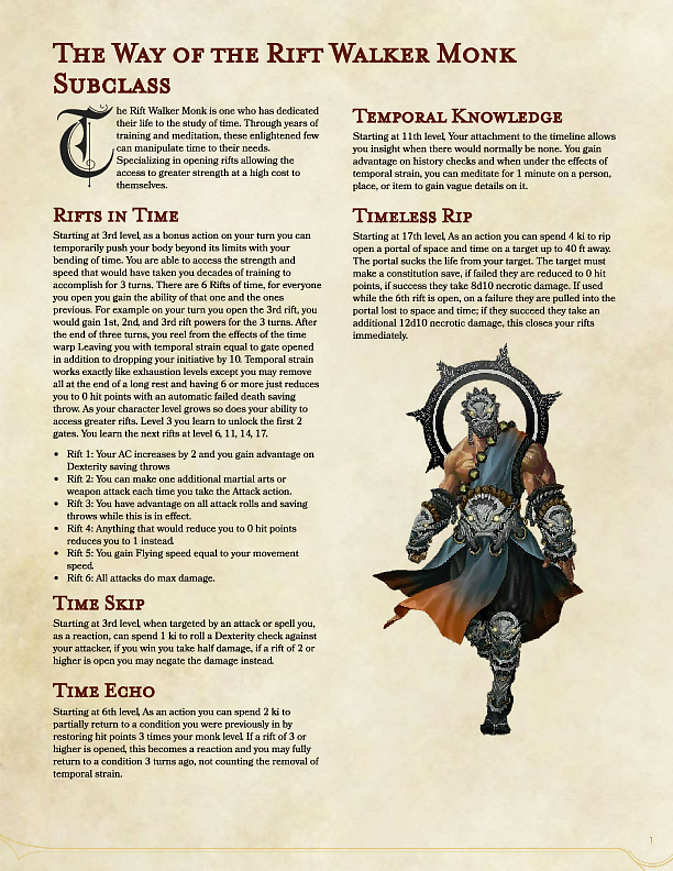 The Way of the Rift Walker Monk
Subclass
The Rift Walker Monk is one who has dedicated
their life to the study of time. Through years of
training and meditation, these enlightened few
can manipulate time to their needs.
Specializing in opening rifts allowing the
access to greater strength at a high cost to
themselves.
Rifts in Time
Starting at 3rd level, as a bonus action on your turn you can
temporarily push your body beyond its limits with your
bending of time. You are able to access the strength and
speed that would have taken you decades of training to
accomplish for 3 turns. There are 6 Rifts of time, for everyone
you open you gain the ability of that one and the ones
previous. For example on your turn you open the 3rd rift, you
would gain 1st, 2nd, and 3rd rift powers for the 3 turns. After
the end of three turns, you reel from the effects of the time
warp Leaving you with temporal strain equal to gate opened
in addition to dropping your initiative by 10. Temporal strain
works exactly like exhaustion levels except you may remove
all at the end of a long rest and having 6 or more just reduces
you to 0 hit points with an automatic failed death saving
throw. As your character level grows so does your ability to
access greater rifts. Level 3 you learn to unlock the first 2
gates. You learn the next rifts at level 6, 11, 14, 17.
• Rift 1: Your AC increases by 2 and you gain advantage on
Dexterity saving throws
• Rift 2: You can make one additional martial arts or
weapon attack each time you take the Attack action.
• Rift 3: You have advantage on all attack rolls and saving
throws while this is in effect.
• Rift 4: Anything that would reduce you to 0 hit points
reduces you to 1 instead.
• Rift 5: You gain Flying speed equal to your movement
speed.
• Rift 6: All attacks do max damage.
Time Skip
Starting at 3rd level, when targeted by an attack or spell you,
as a reaction, can spend 1 ki to roll a Dexterity check against
your attacker, if you win you take half damage, if a rift of 2 or
higher is open you may negate the damage instead.
Time Echo
Starting at 6th level, As an action you can spend 2 ki to
partially return to a condition you were previously in by
restoring hit points 3 times your monk level. If a rift of 3 or
higher is opened, this becomes a reaction and you may fully
return to a condition 3 turns ago, not counting the removal of
temporal strain.
Temporal Knowledge
Starting at 11th level, Your attachment to the timeline allows
you insight when there would normally be none. You gain
advantage on history checks and when under the effects of
temporal strain, you can meditate for 1 minute on a person,
place, or item to gain vague details on it.
Timeless Rip
Starting at 17th level, As an action you can spend 4 ki to rip
open a portal of space and time on a target up to 40 ft away.
The portal sucks the life from your target. The target must
make a constitution save, if failed they are reduced to 0 hit
points, if success they take 8d10 necrotic damage. If used
while the 6th rift is open, on a failure they are pulled into the
portal lost to space and time; if they succeed they take an
additional 12d10 necrotic damage, this closes your rifts
immediately.
1